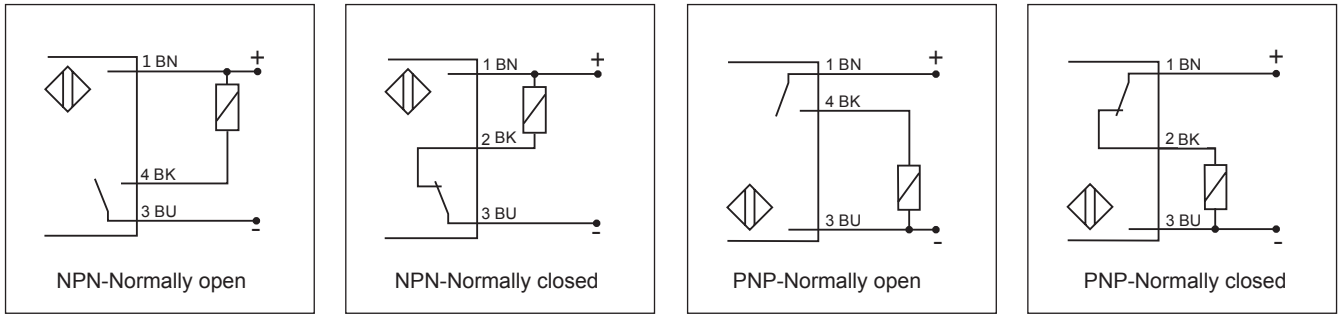 +
1 BN
4 BK
3 BU
-
NPN-Normally open
+
1 BN
2 BK
3 BU
-
NPN-Normally closed
+
1 BN
4 BK
3 BU
-
PNP-Normally open
+
1 BN
2 BK
3 BU
-
PNP-Normally closed